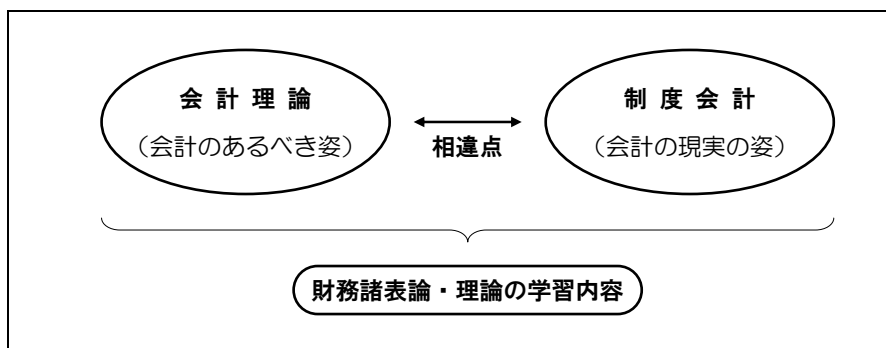 会計理論
(会計のあるべき姿)
相違点
制度会計
(会計の現実の姿)
財務諸表論・理論の学習内容